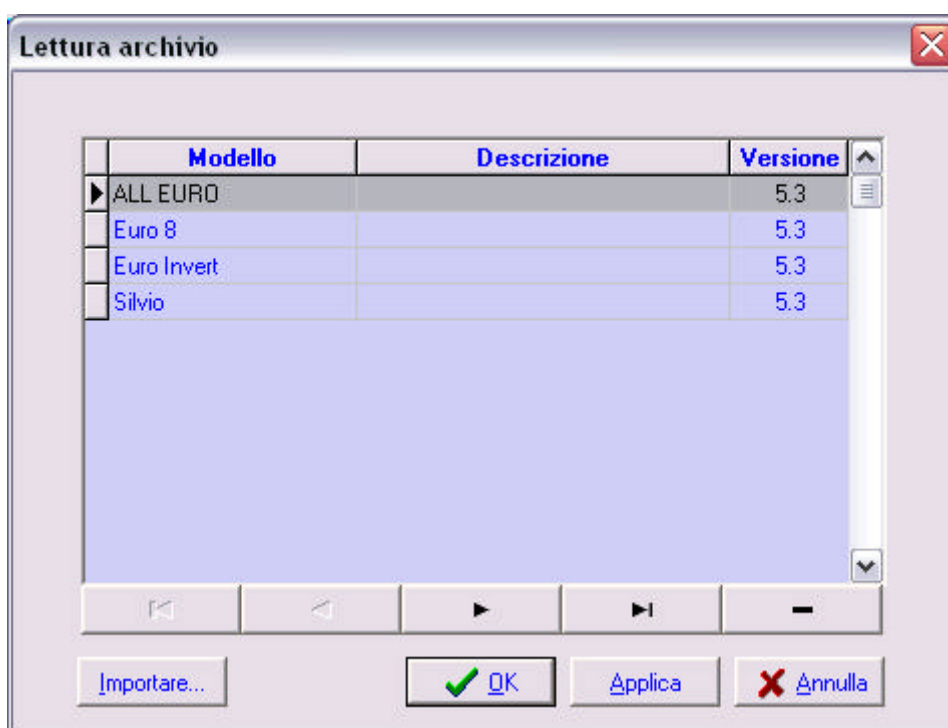 Lettura archivio
Modello Descrizione Versione
ALL EURO 5.3
Euro 8 5.3
Euro Invert 5.3
Silvio 5.3
Importare... OK Applica Annulla